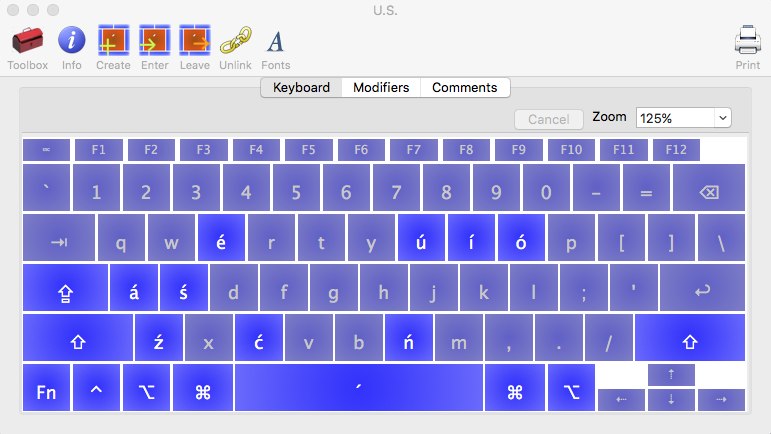 U.S.
Toolbox Info Create Enter Leave Unlink Fonts Print
Keyboard Modifiers Comments
Cancel Zoom 125%
F1 F2 F3 F4 F5 F6 F7 F8 F9 F10 F11 F12
` 1 2 3 4 5 6 7 8 9 0 - = ⌫
⇥ q w é r t y ú í ó p [ ] \
⇪ á ś d f g h j k l ; ' ↩
⇧ ź x ć v b ń m , . / ⇧
Fn ^ ⌥ ⌘ ´ ⌘ ⌥ ⇡
⇠ ⇣ ⇢